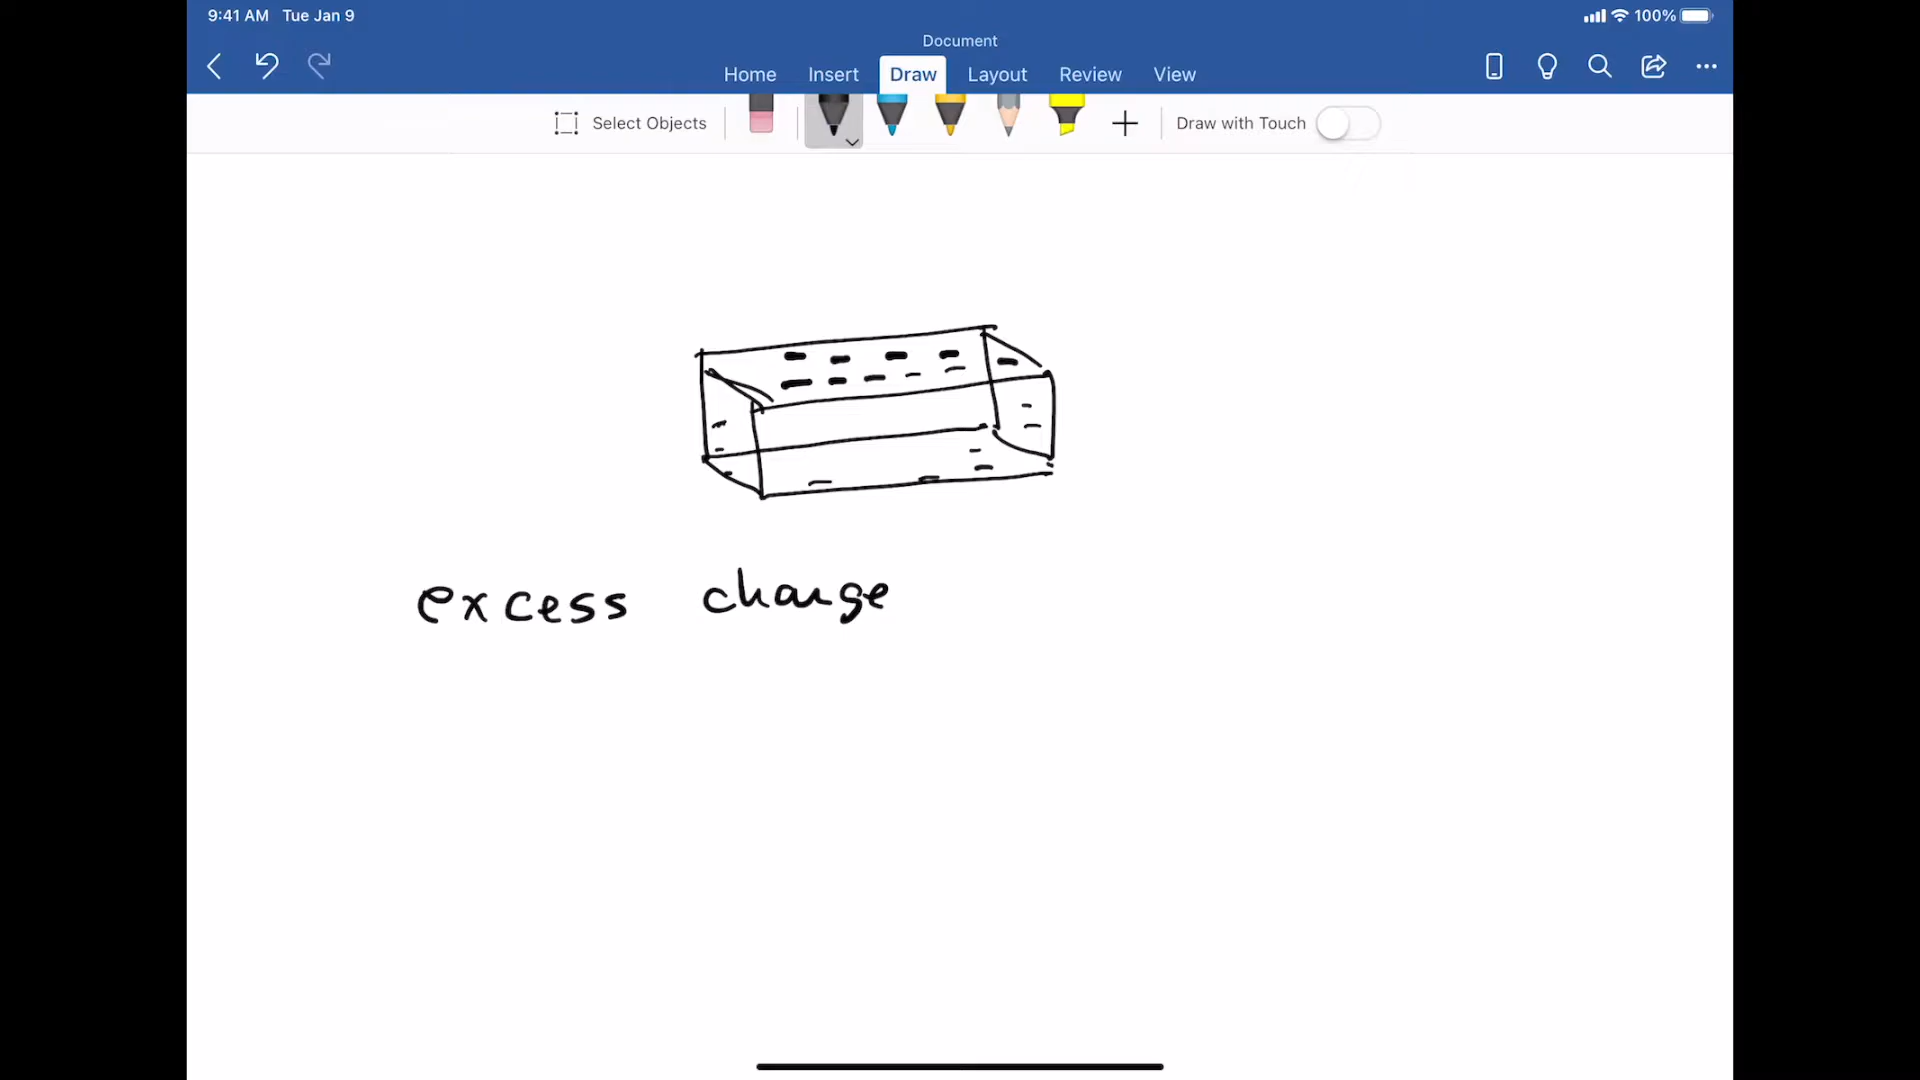 9:41 AM Tue Jan 9 100%
Document
Home Insert Draw Layout Review View
Select Objects Draw with Touch
excess change